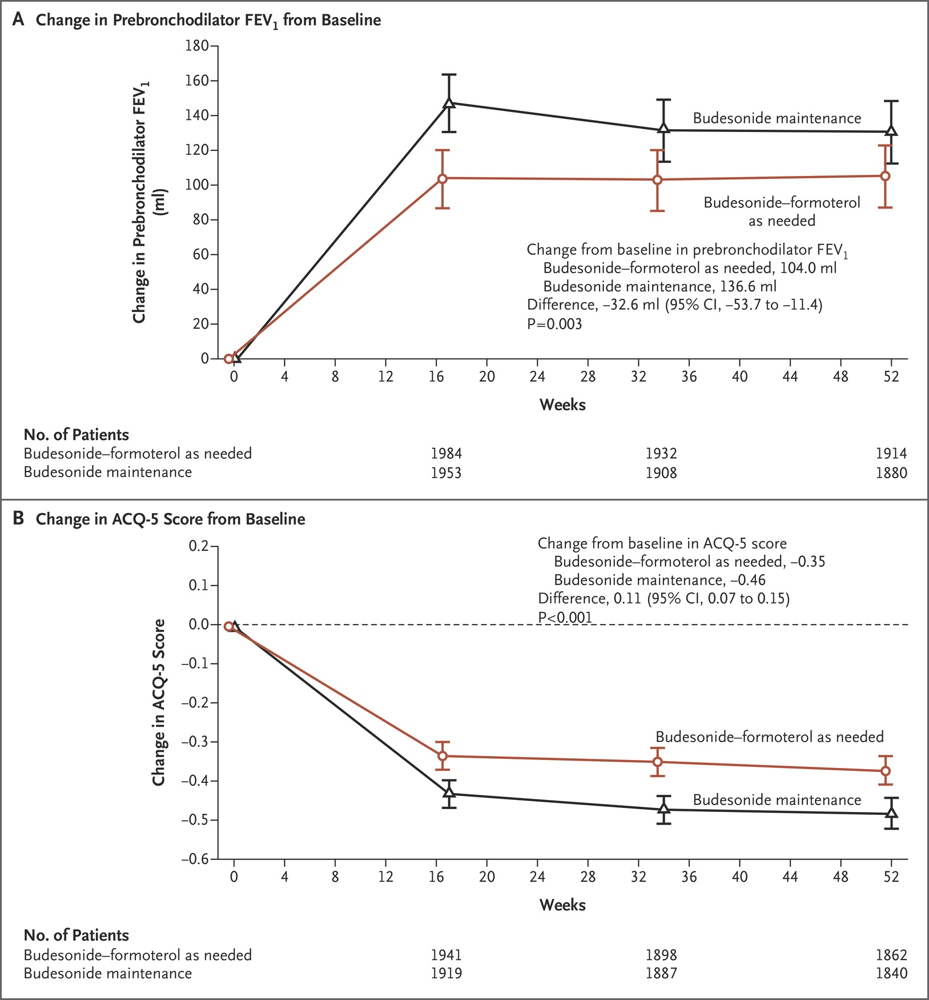 A Change in Prebronchodilator FEV1 from Baseline
Change in Prebronchodilator FEV1
(ml)
180
160
140
120
100
80
60
40
20
0
Budesonide maintenance
Budesonide–formoterol
as needed
Change from baseline in prebronchodilator FEV1
Budesonide–formoterol as needed, 104.0 ml
Budesonide maintenance, 136.6 ml
Difference, –32.6 ml (95% CI, –53.7 to –11.4)
P=0.003
0 4 8 12 16 20 24 28 32 36 40 44 48 52
Weeks
No. of Patients
Budesonide–formoterol as needed 1984 1932 1914
Budesonide maintenance 1953 1908 1880
B Change in ACQ-5 Score from Baseline
Change in ACQ-5 Score
0.2
0.1
0.0
–0.1
–0.2
–0.3
–0.4
–0.5
–0.6
Change from baseline in ACQ-5 score
Budesonide–formoterol as needed, –0.35
Budesonide maintenance, –0.46
Difference, 0.11 (95% CI, 0.07 to 0.15)
P<0.001
Budesonide–formoterol as needed
Budesonide maintenance
0 4 8 12 16 20 24 28 32 36 40 44 48 52
Weeks
No. of Patients
Budesonide–formoterol as needed 1941 1898 1862
Budesonide maintenance 1919 1887 1840